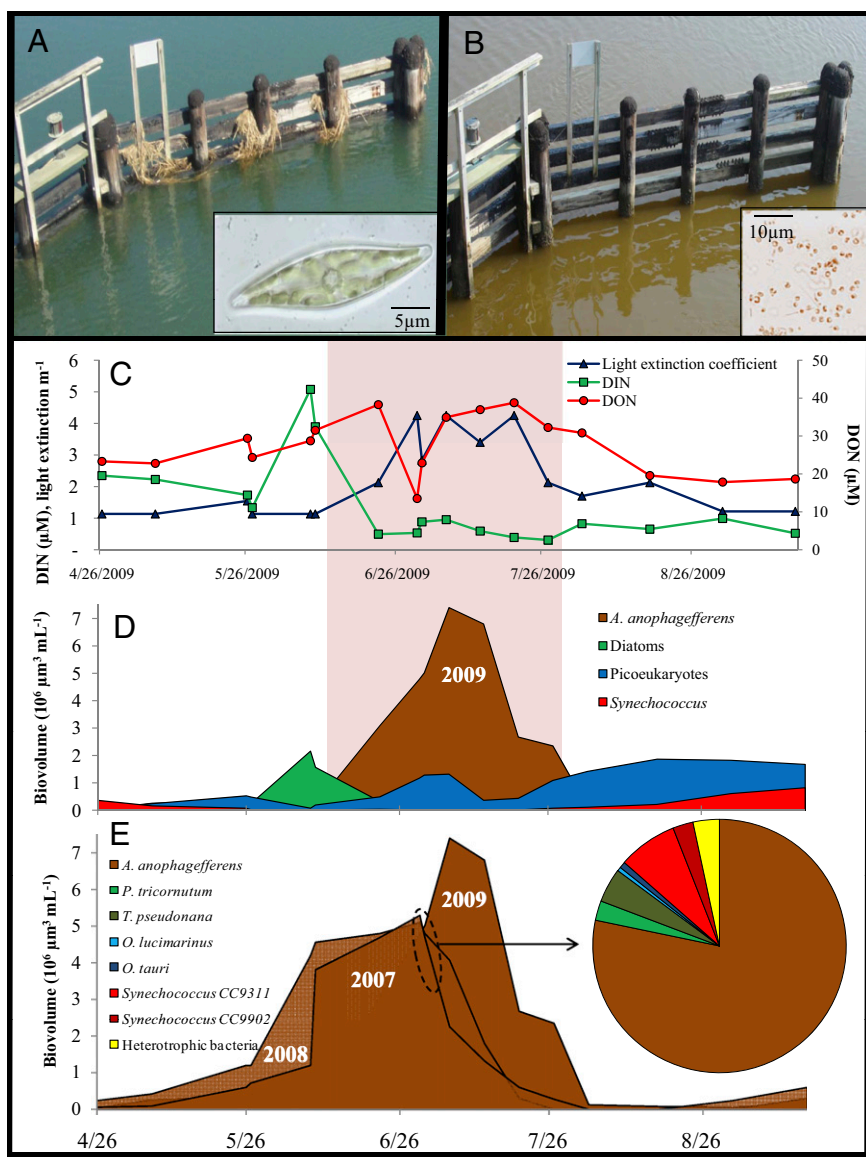 A
B
5µm
10µm
C
Light extinction coefficient
DIN
DON
DIN (µM), light extinction m⁻¹
6
5
4
3
2
1
-
DON (µM)
50
40
30
20
10
0
4/26/2009
5/26/2009
6/26/2009
7/26/2009
8/26/2009
D
A. anophagefferens
Diatoms
Picoeukaryotes
Synechococcus
2009
Biovolume (10⁶ µm³ mL⁻¹)
7
6
5
4
3
2
1
0
E
A. anophagefferens
P. tricornutum
T. pseudonana
O. lucimarinus
O. tauri
Synechococcus CC9311
Synechococcus CC9902
Heterotrophic bacteria
2009
2007
2008
Biovolume (10⁶ µm³ mL⁻¹)
7
6
5
4
3
2
1
0
4/26
5/26
6/26
7/26
8/26